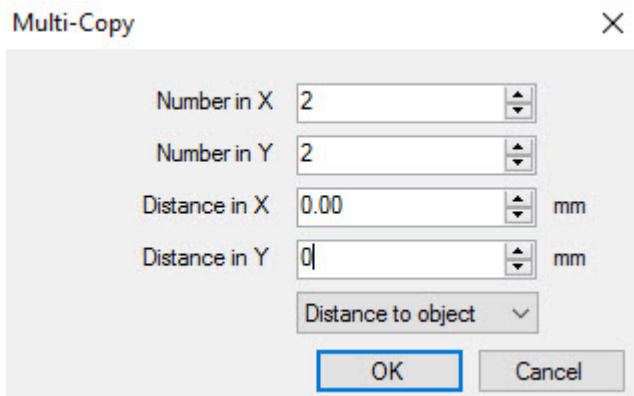 Multi-Copy
Number in X 2
Number in Y 2
Distance in X 0.00 mm
Distance in Y 0 mm
Distance to object
OK Cancel